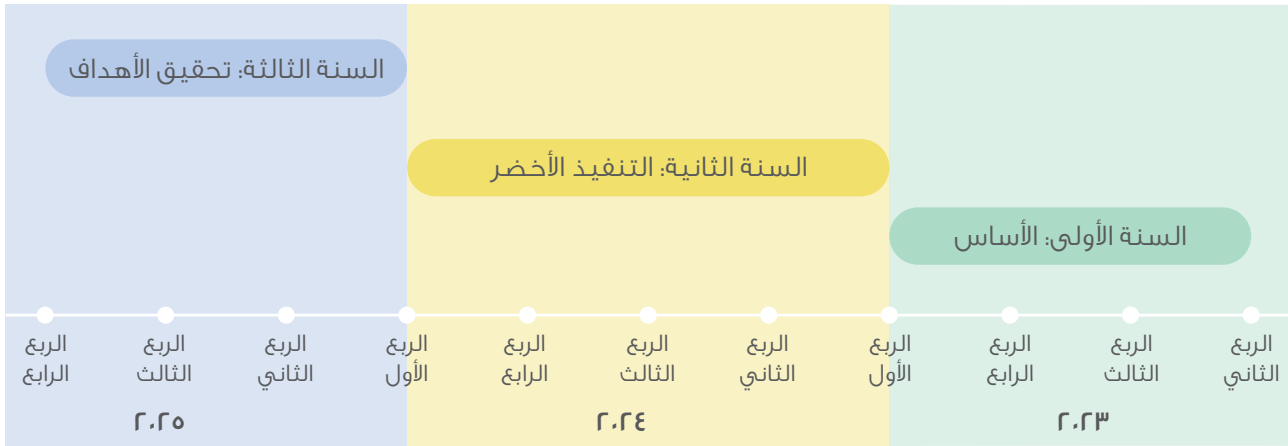 السنة الثالثة: تحقيق الأهداف
السنة الثانية: التنفيذ الأخضر
السنة الأولى: الأساس
الربع الثاني
الربع الثالث
الربع الرابع
الربع الأول
الربع الثاني
الربع الثالث
الربع الرابع
الربع الأول
الربع الثاني
الربع الثالث
الربع الرابع
٢٠٢٣
٢٠٢٤
٢٠٢٥